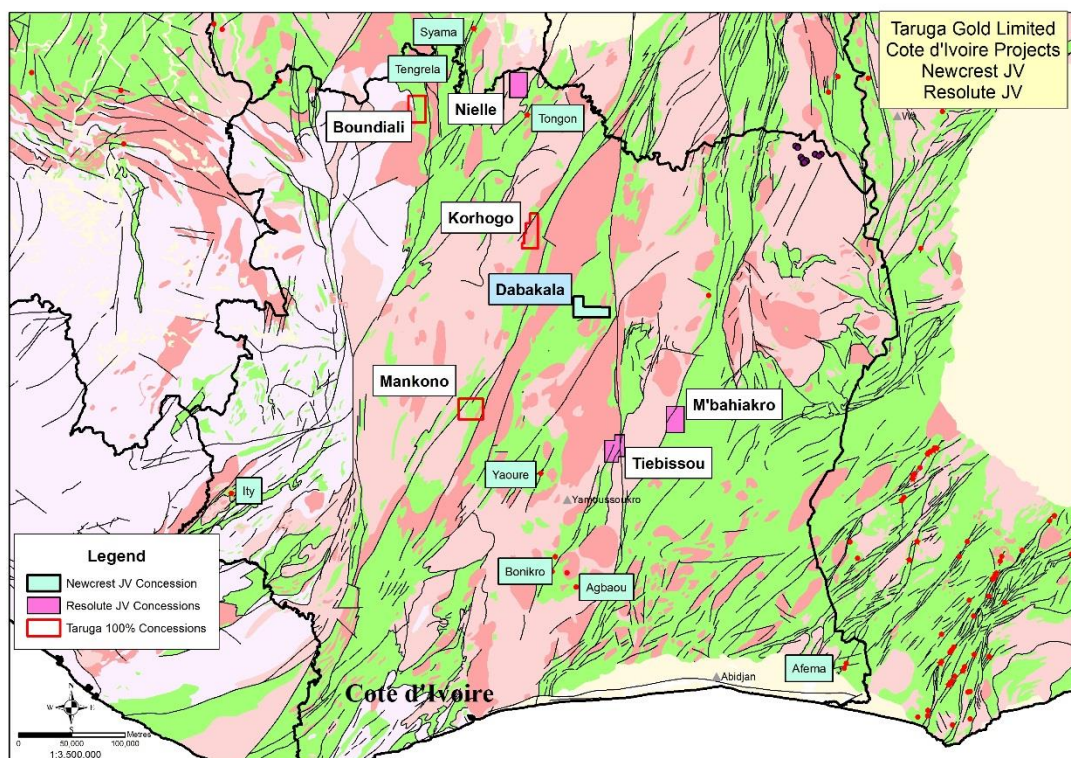 Taruga Gold Limited
Cote d'Ivoire Projects
Newcrest JV
Resolute JV
Syama
Tengrela
Nielle
Boundiali
Tongon
Wa
Korhogo
Dabakala
Mankono
M'bahiakro
Tiebissou
Yaoure
Yamoussoukro
Ity
Bonikro
Agbaou
Afema
Abidjan
Coté d'Ivoire
Legend
Newcrest JV Concession
Resolute JV Concessions
Taruga 100% Concessions
N
W E
S
0 50,000 100,000 Metres
1:3,500,000